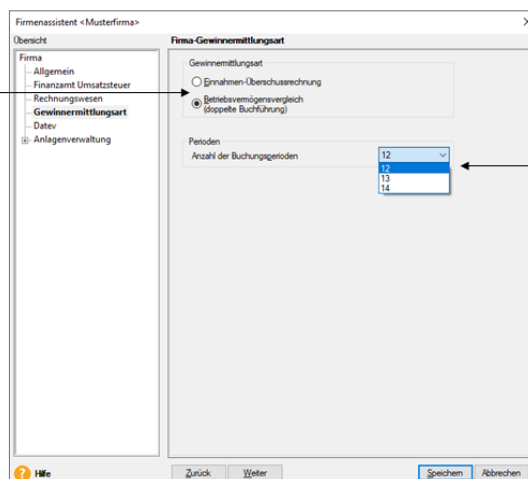 Firmenassistent <Musterfirma>
Übersicht
Firma-Gewinnermittlungsart
Firma
Allgemein
Finanzamt Umsatzsteuer
Rechnungswesen
Gewinnermittlungsart
Datev
Anlagenverwaltung
Gewinnermittlungsart
Einnahmen-Überschussrechnung
Betriebsvermögensvergleich
(doppelte Buchführung)
Perioden
Anzahl der Buchungsperioden
12
12
13
14
? Hilfe
Zurück
Weiter
Speichern
Abbrechen